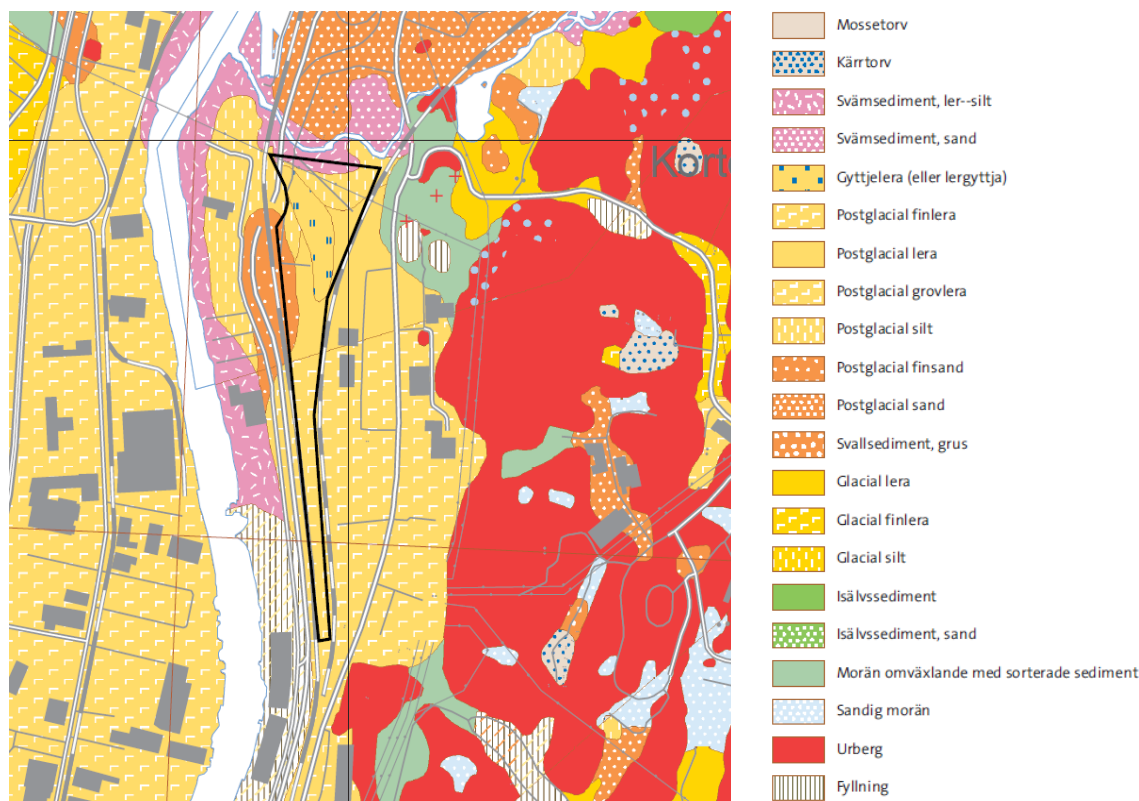 Korte
Mossetorv
Kärrtorv
Svämsediment, ler--silt
Svämsediment, sand
Gyttjelera (eller lergyttja)
Postglacial finlera
Postglacial lera
Postglacial grovlera
Postglacial silt
Postglacial finsand
Postglacial sand
Svallsediment, grus
Glacial lera
Glacial finlera
Glacial silt
Isälvssediment
Isälvssediment, sand
Morän omväxlande med sorterade sediment
Sandig morän
Urberg
Fyllning